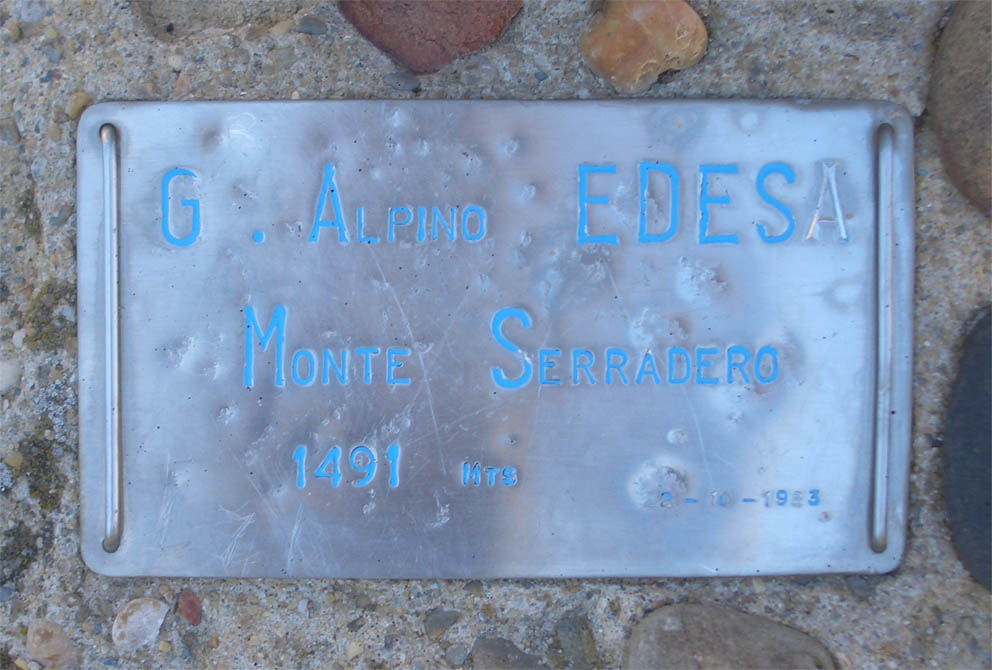 G. Alpino EDESA
Monte Serradero
1491 Mts